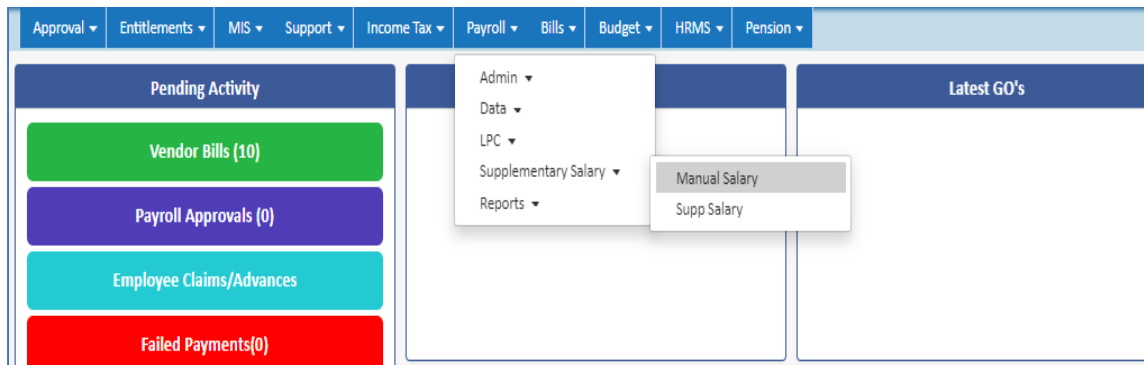 Approval Entitlements MIS Support Income Tax Payroll Bills Budget HRMS Pension
Pending Activity
Vendor Bills (10)
Payroll Approvals (0)
Employee Claims/Advances
Failed Payments(0)
Admin
Data
LPC
Supplementary Salary
Reports
Manual Salary
Supp Salary
Latest GO's